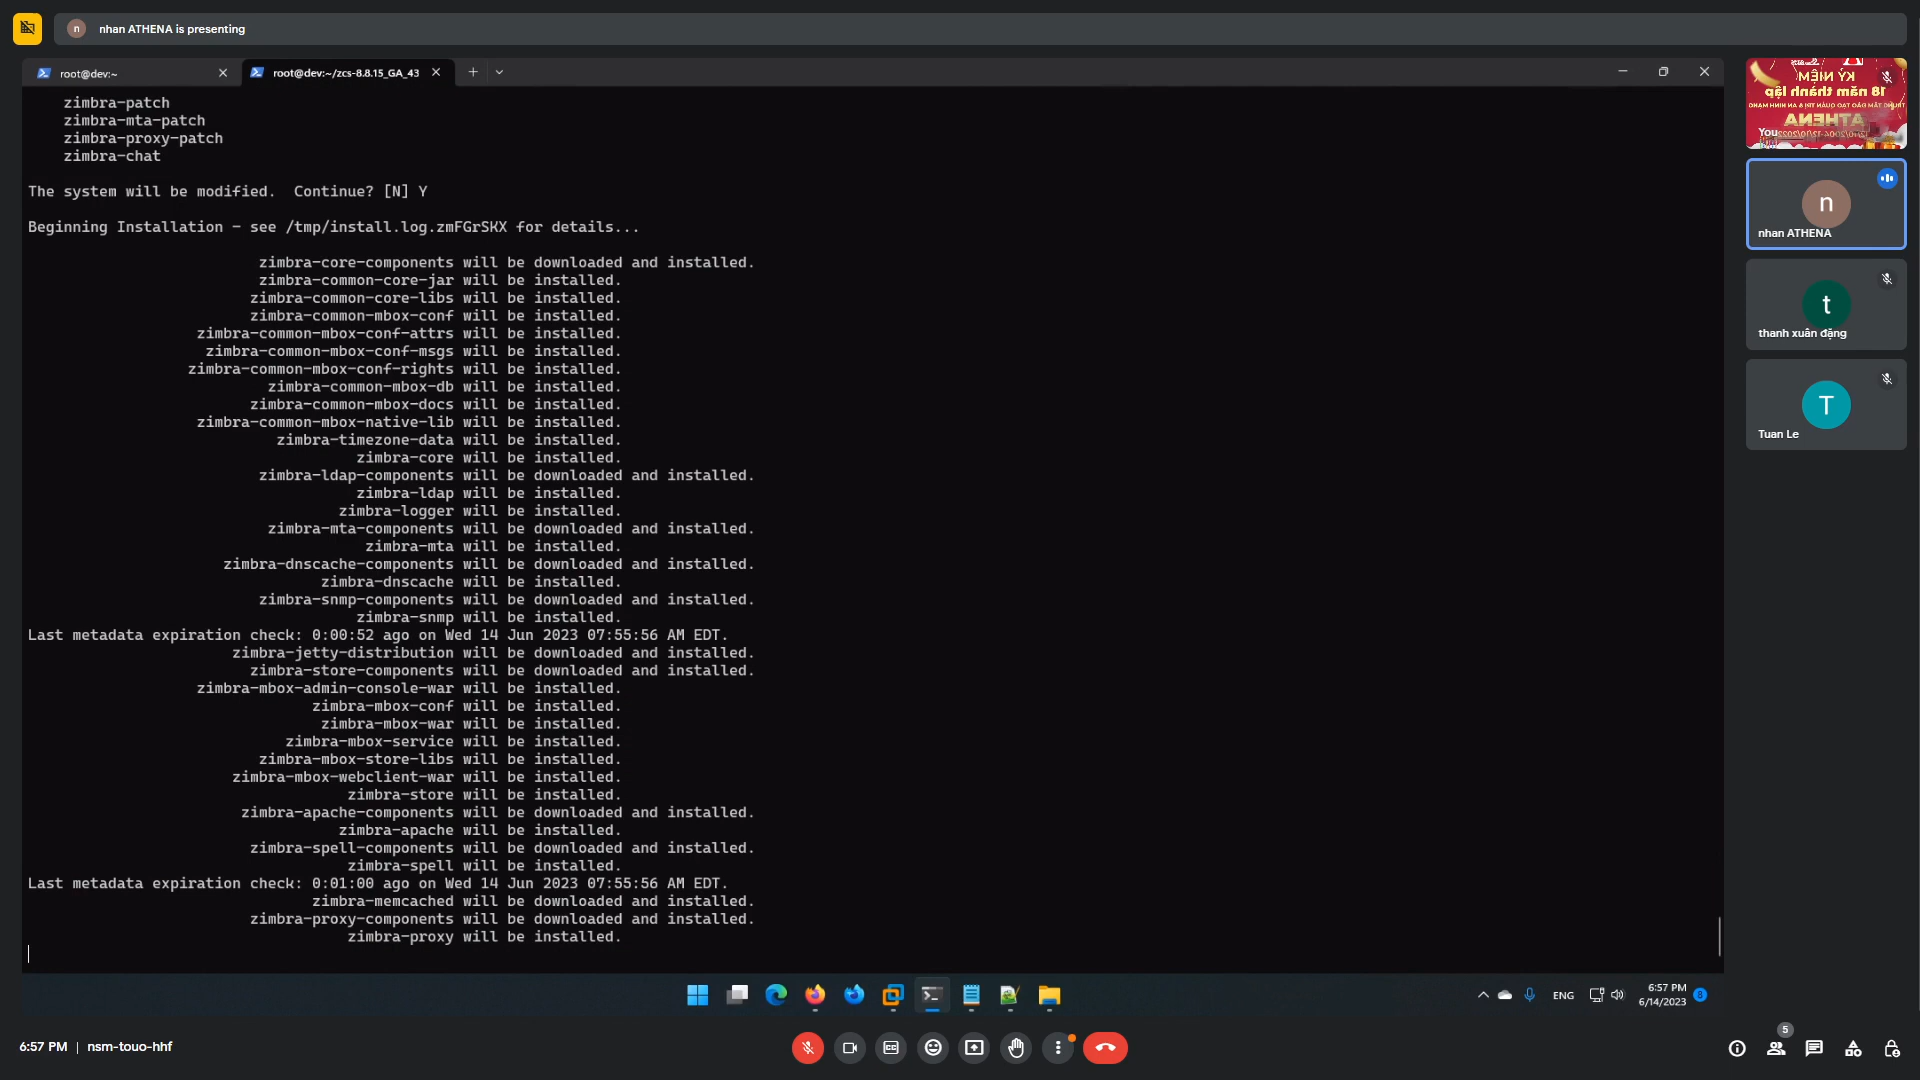 n
nhan ATHENA is presenting
root@dev:~
root@dev:~/zcs-8.8.15_GA_43
zimbra-patch
zimbra-mta-patch
zimbra-proxy-patch
zimbra-chat
The system will be modified.  Continue? [N] Y
Beginning Installation - see /tmp/install.log.zmFGrSKX for details...
zimbra-core-components will be downloaded and installed.
zimbra-common-core-jar will be installed.
zimbra-common-core-libs will be installed.
zimbra-common-mbox-conf will be installed.
zimbra-common-mbox-conf-attrs will be installed.
zimbra-common-mbox-conf-msgs will be installed.
zimbra-common-mbox-conf-rights will be installed.
zimbra-common-mbox-db will be installed.
zimbra-common-mbox-docs will be installed.
zimbra-common-mbox-native-lib will be installed.
zimbra-timezone-data will be installed.
zimbra-core will be installed.
zimbra-ldap-components will be downloaded and installed.
zimbra-ldap will be installed.
zimbra-logger will be installed.
zimbra-mta-components will be downloaded and installed.
zimbra-mta will be installed.
zimbra-dnscache-components will be downloaded and installed.
zimbra-dnscache will be installed.
zimbra-snmp-components will be downloaded and installed.
zimbra-snmp will be installed.
Last metadata expiration check: 0:00:52 ago on Wed 14 Jun 2023 07:55:56 AM EDT.
zimbra-jetty-distribution will be downloaded and installed.
zimbra-store-components will be downloaded and installed.
zimbra-mbox-admin-console-war will be installed.
zimbra-mbox-conf will be installed.
zimbra-mbox-war will be installed.
zimbra-mbox-service will be installed.
zimbra-mbox-store-libs will be installed.
zimbra-mbox-webclient-war will be installed.
zimbra-store will be installed.
zimbra-apache-components will be downloaded and installed.
zimbra-apache will be installed.
zimbra-spell-components will be downloaded and installed.
zimbra-spell will be installed.
Last metadata expiration check: 0:01:00 ago on Wed 14 Jun 2023 07:55:56 AM EDT.
zimbra-memcached will be downloaded and installed.
zimbra-proxy-components will be downloaded and installed.
zimbra-proxy will be installed.
KỶ NIỆM
18 năm thành lập
ATHENA
You
n
nhan ATHENA
t
thanh xuân đặng
T
Tuan Le
ENG
6:57 PM
6/14/2023
8
6:57 PM | nsm-touo-hhf
5